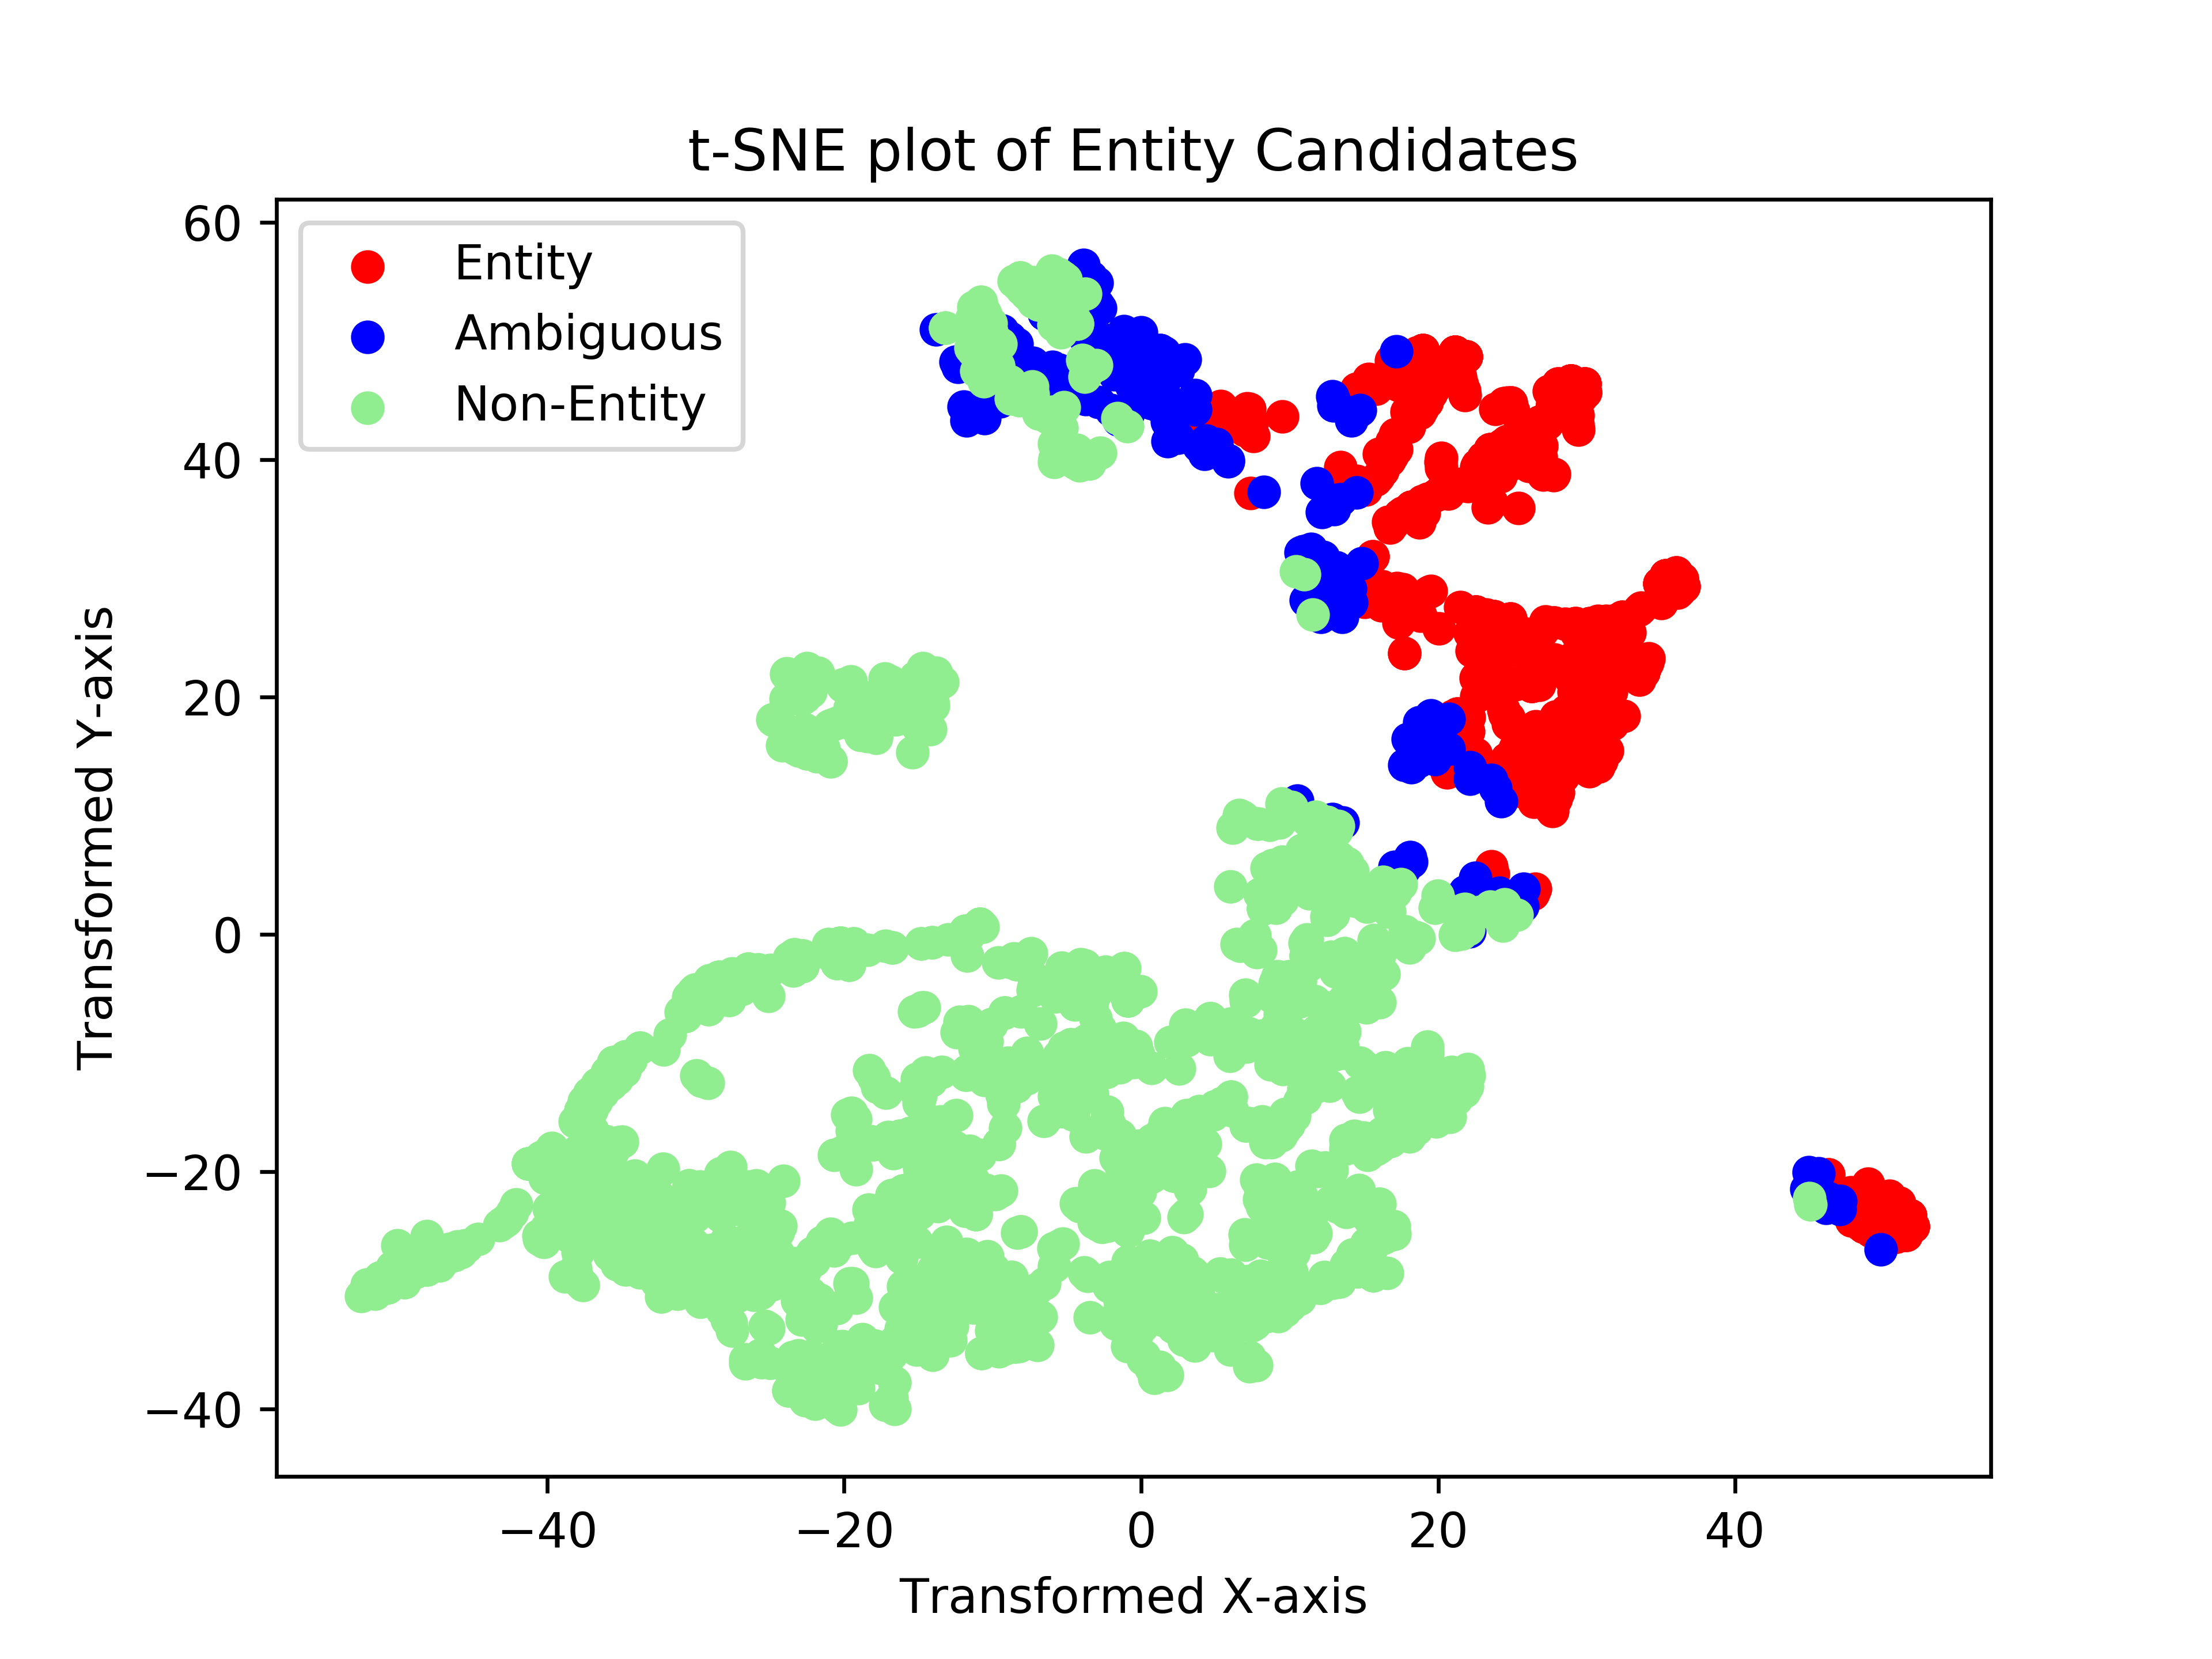 t-SNE plot of Entity Candidates
Entity
Ambiguous
Non-Entity
60
40
20
0
−20
−40
Transformed Y-axis
−40 −20 0 20 40
Transformed X-axis